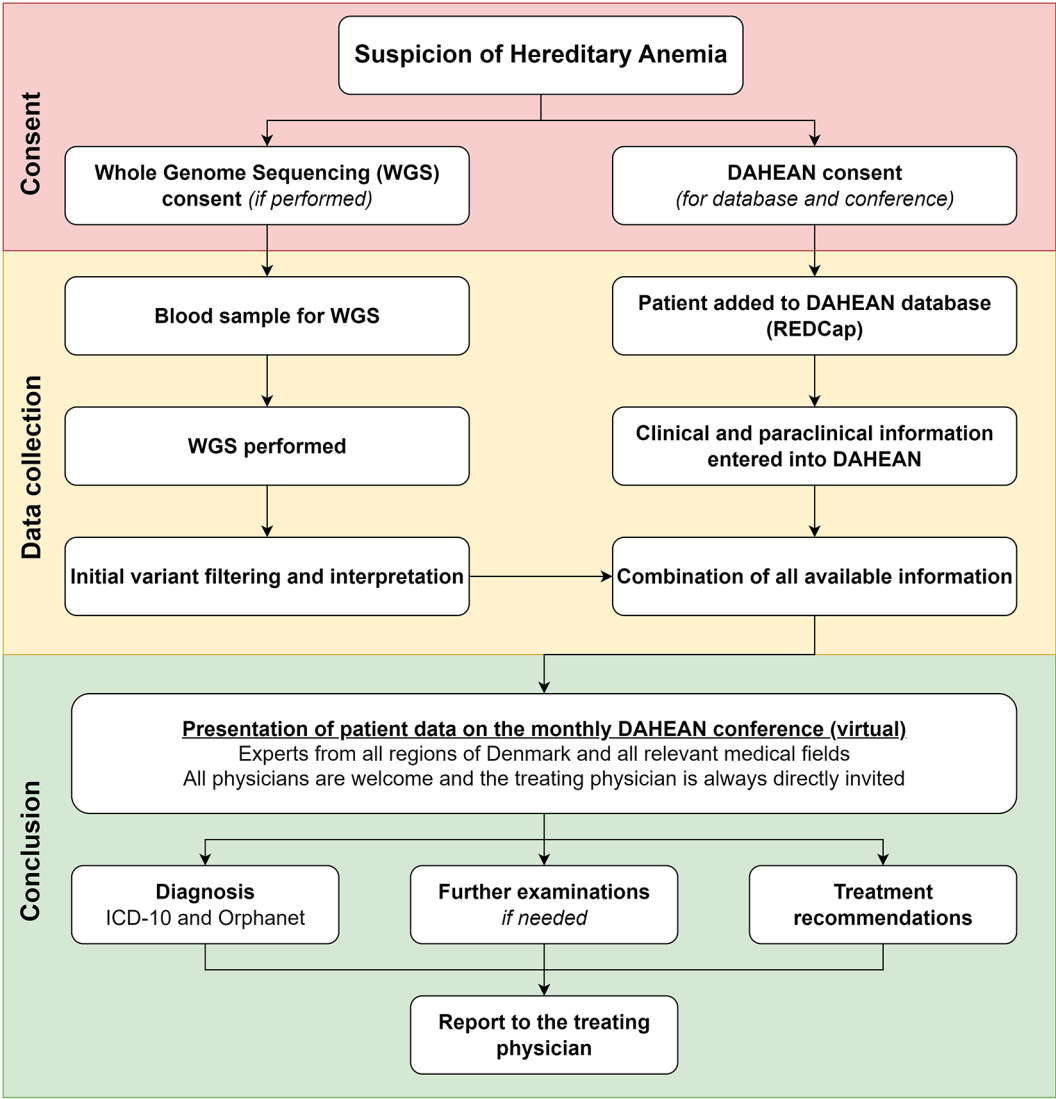 Consent
Suspicion of Hereditary Anemia
Whole Genome Sequencing (WGS)
consent (if performed)
DAHEAN consent
(for database and conference)
Data collection
Blood sample for WGS
Patient added to DAHEAN database
(REDCap)
WGS performed
Clinical and paraclinical information
entered into DAHEAN
Initial variant filtering and interpretation
Combination of all available information
Conclusion
Presentation of patient data on the monthly DAHEAN conference (virtual)
Experts from all regions of Denmark and all relevant medical fields
All physicians are welcome and the treating physician is always directly invited
Diagnosis
ICD-10 and Orphanet
Further examinations
if needed
Treatment
recommendations
Report to the treating
physician